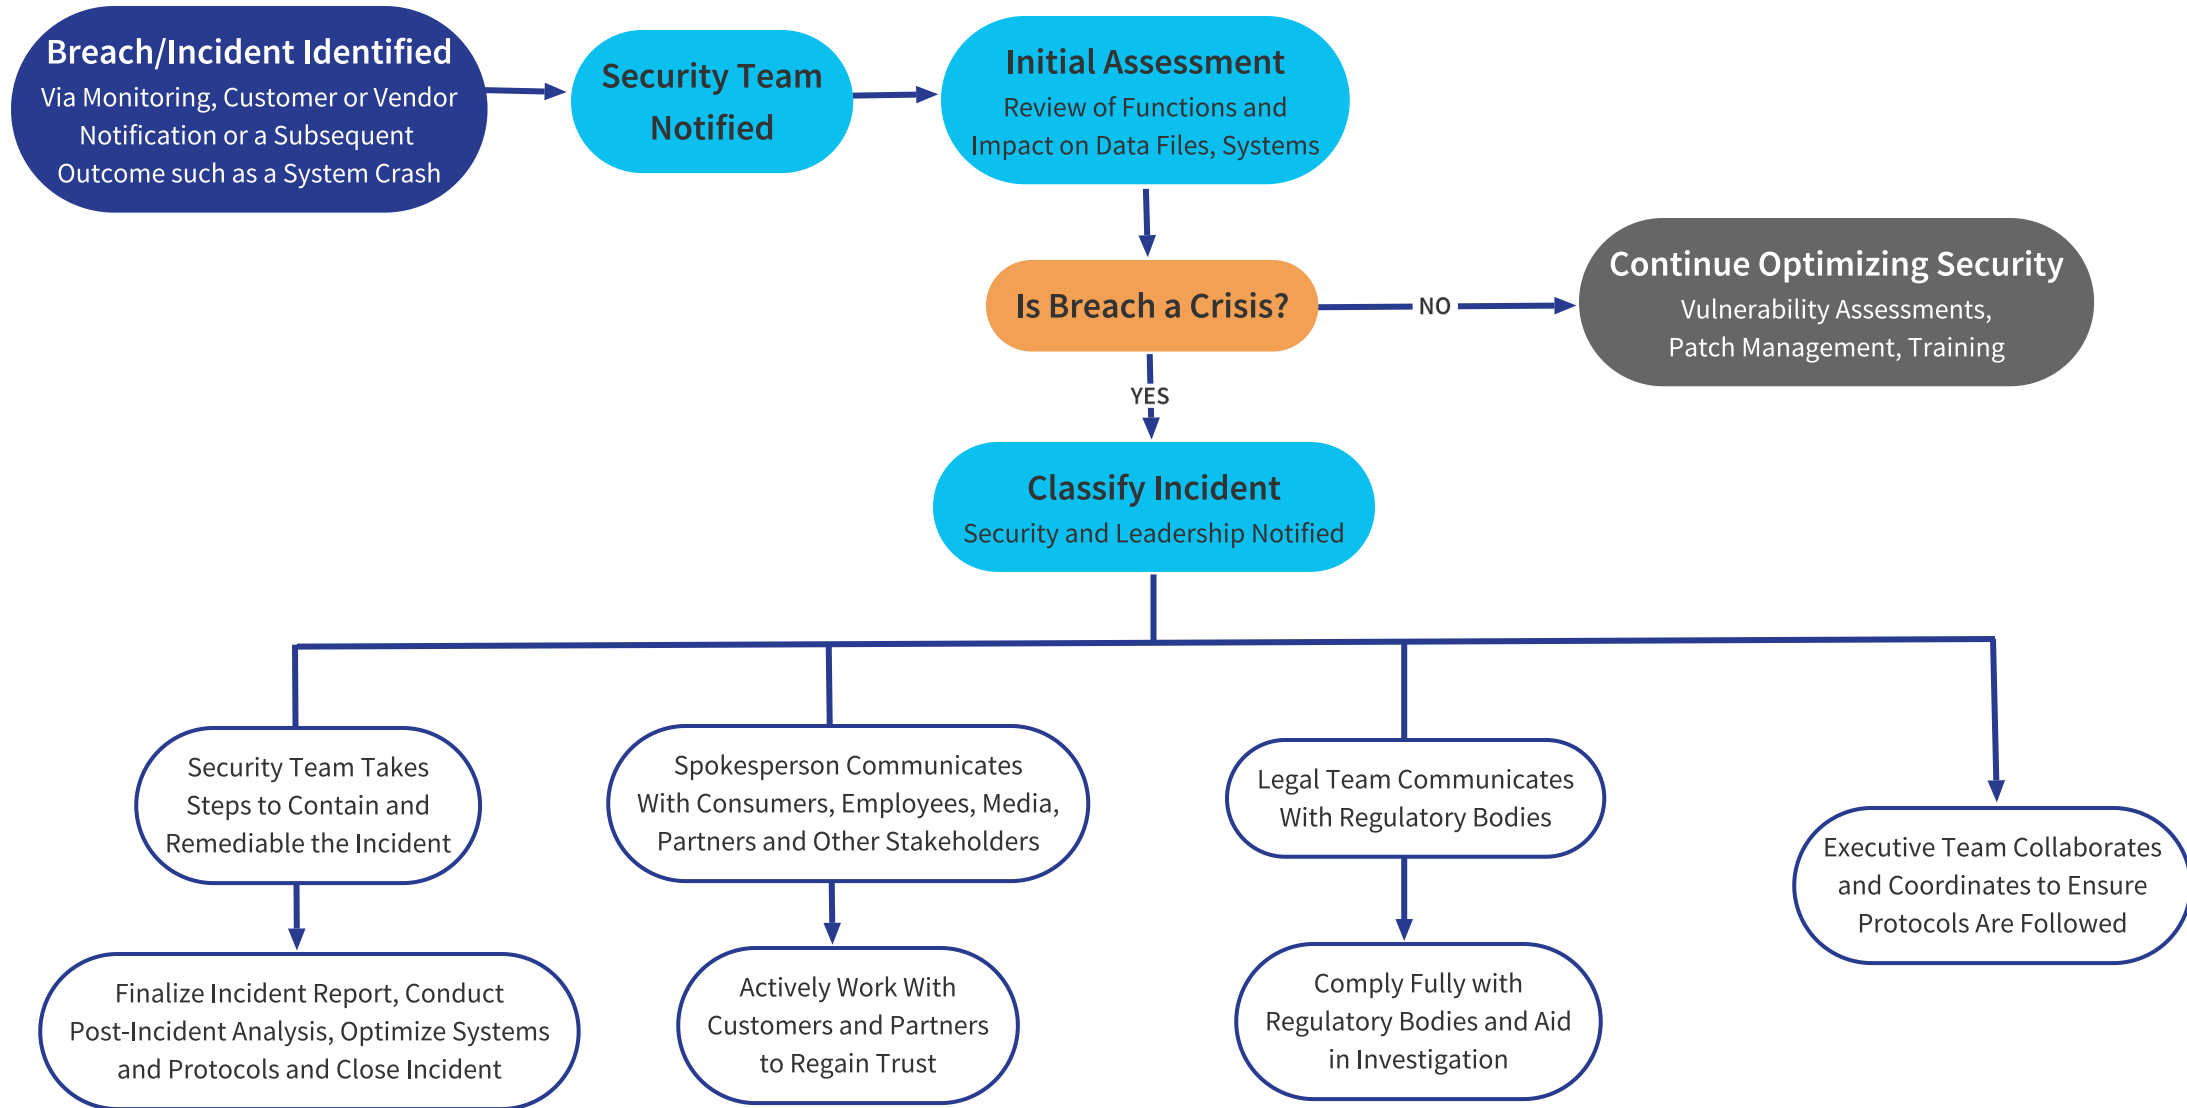 Breach/Incident Identified
Via Monitoring, Customer or Vendor
Notification or a Subsequent
Outcome such as a System Crash
Security Team
Notified
Initial Assessment
Review of Functions and
Impact on Data Files, Systems
Is Breach a Crisis?
NO
Continue Optimizing Security
Vulnerability Assessments,
Patch Management, Training
YES
Classify Incident
Security and Leadership Notified
Security Team Takes
Steps to Contain and
Remediable the Incident
Spokesperson Communicates
With Consumers, Employees, Media,
Partners and Other Stakeholders
Legal Team Communicates
With Regulatory Bodies
Executive Team Collaborates
and Coordinates to Ensure
Protocols Are Followed
Finalize Incident Report, Conduct
Post-Incident Analysis, Optimize Systems
and Protocols and Close Incident
Actively Work With
Customers and Partners
to Regain Trust
Comply Fully with
Regulatory Bodies and Aid
in Investigation